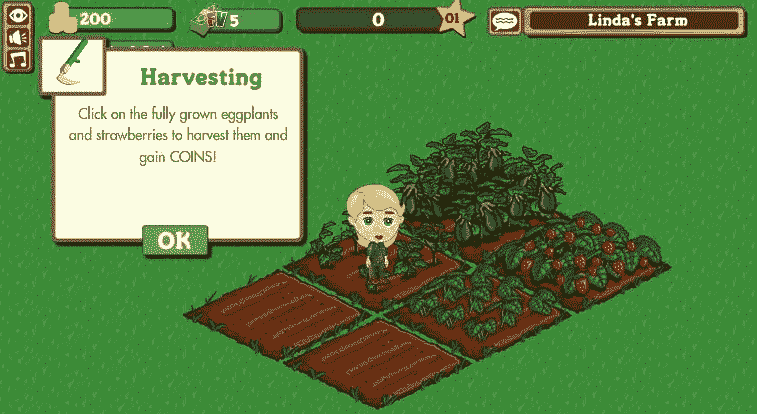 200
FV 5
0
01
Linda's Farm
Harvesting
Click on the fully grown eggplants
and strawberries to harvest them and
gain COINS!
OK